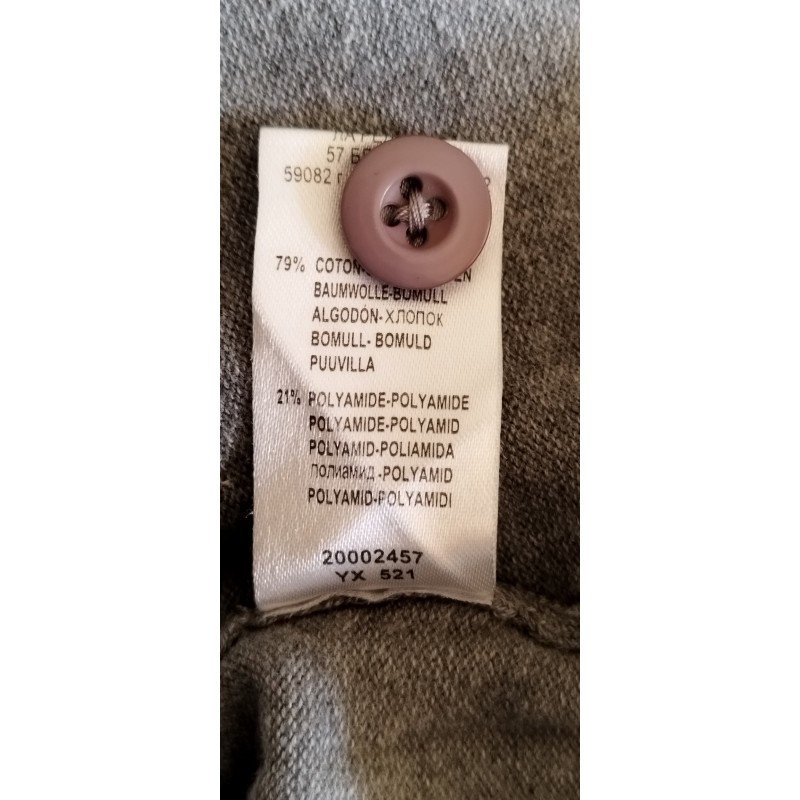 57
59082 г
79% COTON-
BAUMWOLLE-BOMULL
ALGODÓN-ХЛОПОК
BOMULL- BOMULD
PUUVILLA
21% POLYAMIDE-POLYAMIDE
POLYAMIDE-POLYAMID
POLYAMID-POLIAMIDA
ПОЛИАМИД -POLYAMID
POLYAMID-POLYAMIDI
20002457
YX 521